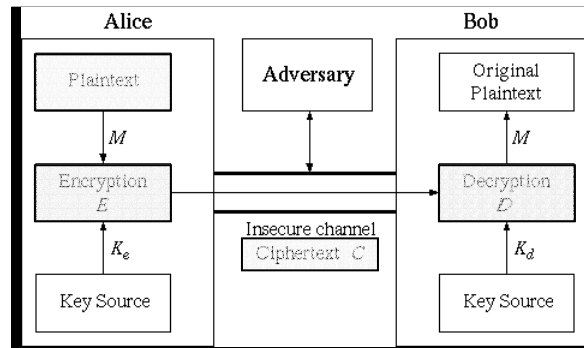 Alice
Bob
Plaintext
M
Encryption
E
K_e
Key Source
Adversary
Insecure channel
Ciphertext C
Original
Plaintext
M
Decryption
D
K_d
Key Source